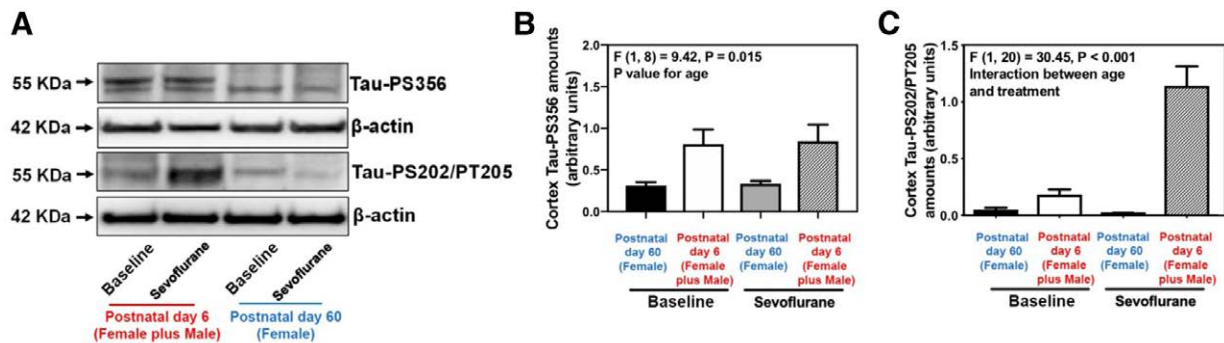 A
55 KDa
Tau-PS356
42 KDa
β-actin
55 KDa
Tau-PS202/PT205
42 KDa
β-actin
Baseline
Sevoflurane
Baseline
Sevoflurane
Postnatal day 6
(Female plus Male)
Postnatal day 60
(Female)
B
Cortex Tau-PS356 amounts
(arbitrary units)
2.0
1.5
1.0
0.5
0.0
F (1, 8) = 9.42, P = 0.015
P value for age
Postnatal
day 60
(Female)
Postnatal
day 6
(Female
plus Male)
Postnatal
day 60
(Female)
Postnatal
day 6
(Female
plus Male)
Baseline
Sevoflurane
C
Cortex Tau-PS202/PT205
amounts (arbitrary units)
1.5
1.0
0.5
0.0
F (1, 20) = 30.45, P < 0.001
Interaction between age
and treatment
Postnatal
day 60
(Female)
Postnatal
day 6
(Female
plus Male)
Postnatal
day 60
(Female)
Postnatal
day 6
(Female
plus Male)
Baseline
Sevoflurane